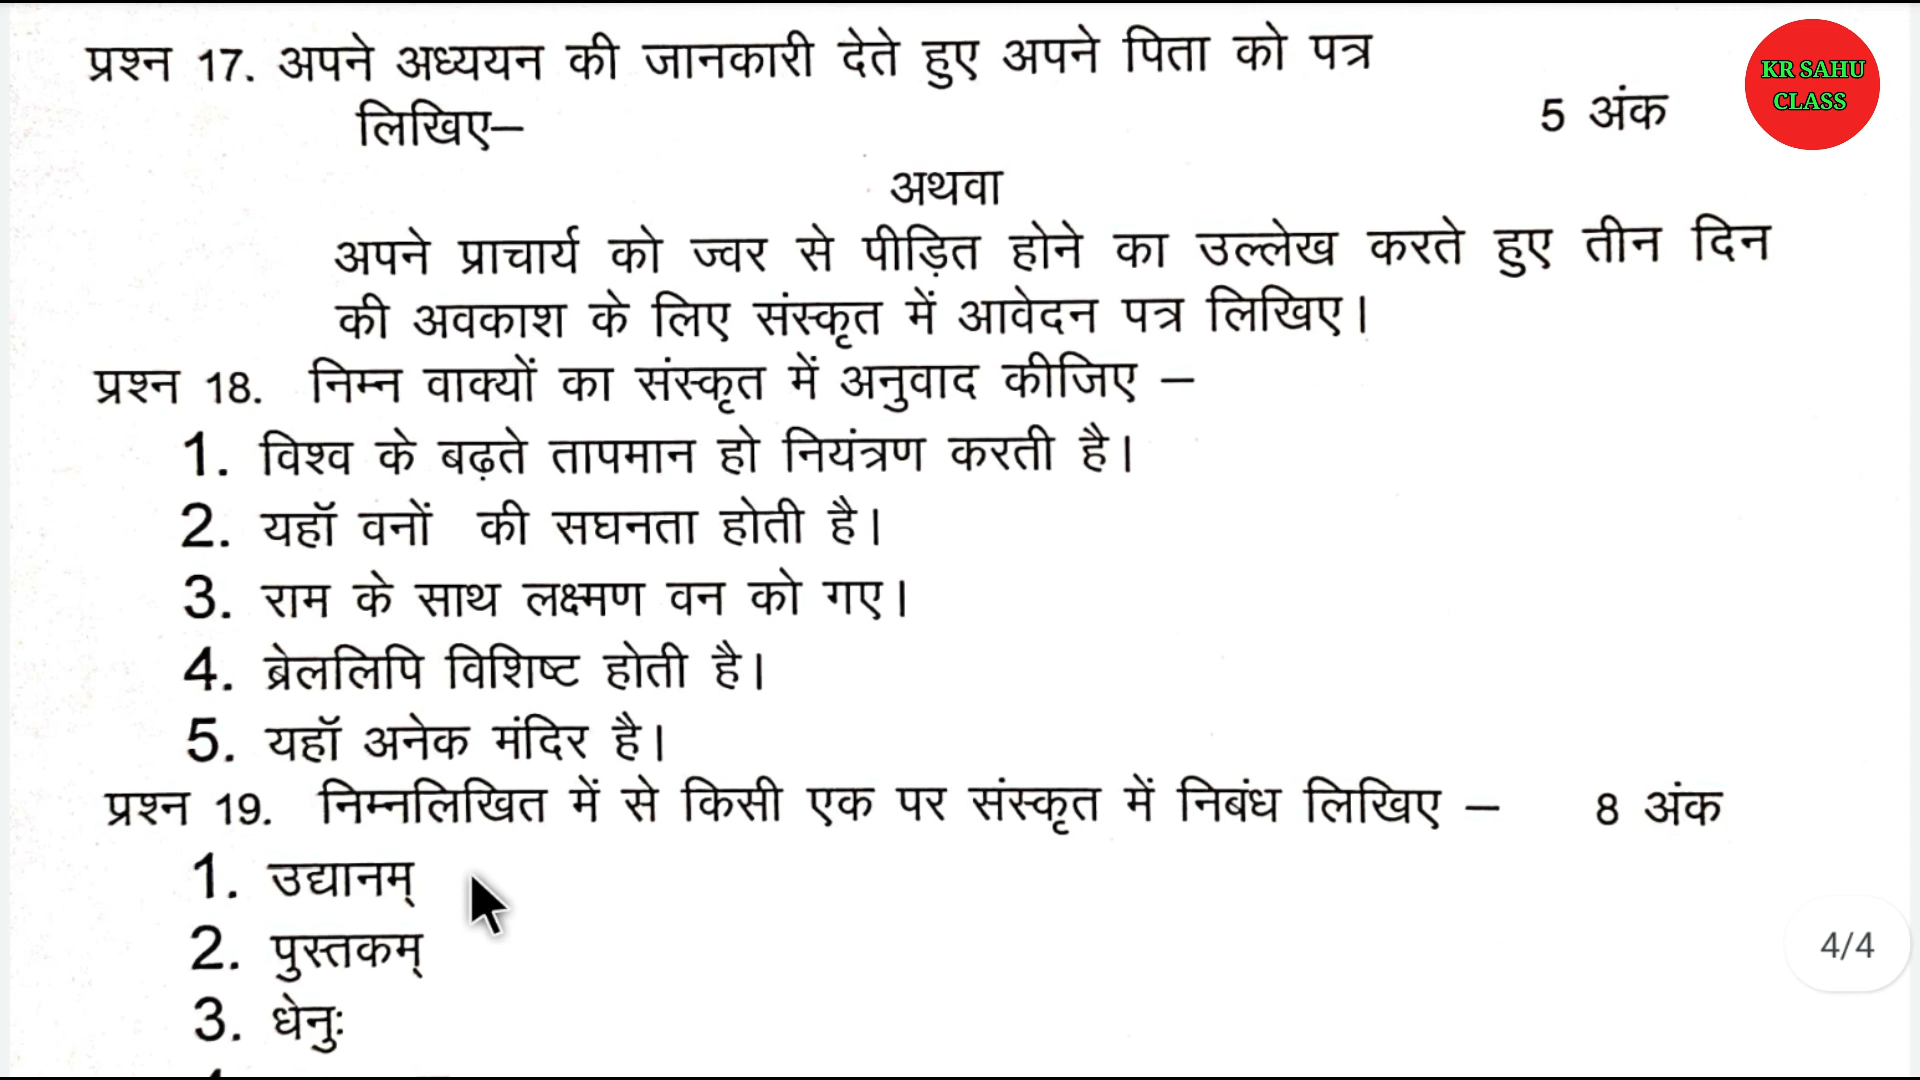 प्रश्न 17. अपने अध्ययन की जानकारी देते हुए अपने पिता को पत्र
लिखिए–
5 अंक
KR SAHU
CLASS
अथवा
अपने प्राचार्य को ज्वर से पीड़ित होने का उल्लेख करते हुए तीन दिन
की अवकाश के लिए संस्कृत में आवेदन पत्र लिखिए।
प्रश्न 18. निम्न वाक्यों का संस्कृत में अनुवाद कीजिए –
1. विश्व के बढ़ते तापमान हो नियंत्रण करती है।
2. यहॉ वनों की सघनता होती है।
3. राम के साथ लक्ष्मण वन को गए।
4. ब्रेललिपि विशिष्ट होती है।
5. यहॉ अनेक मंदिर है।
प्रश्न 19. निम्नलिखित में से किसी एक पर संस्कृत में निबंध लिखिए – 8 अंक
1. उद्यानम्
2. पुस्तकम्
3. धेनुः
4/4